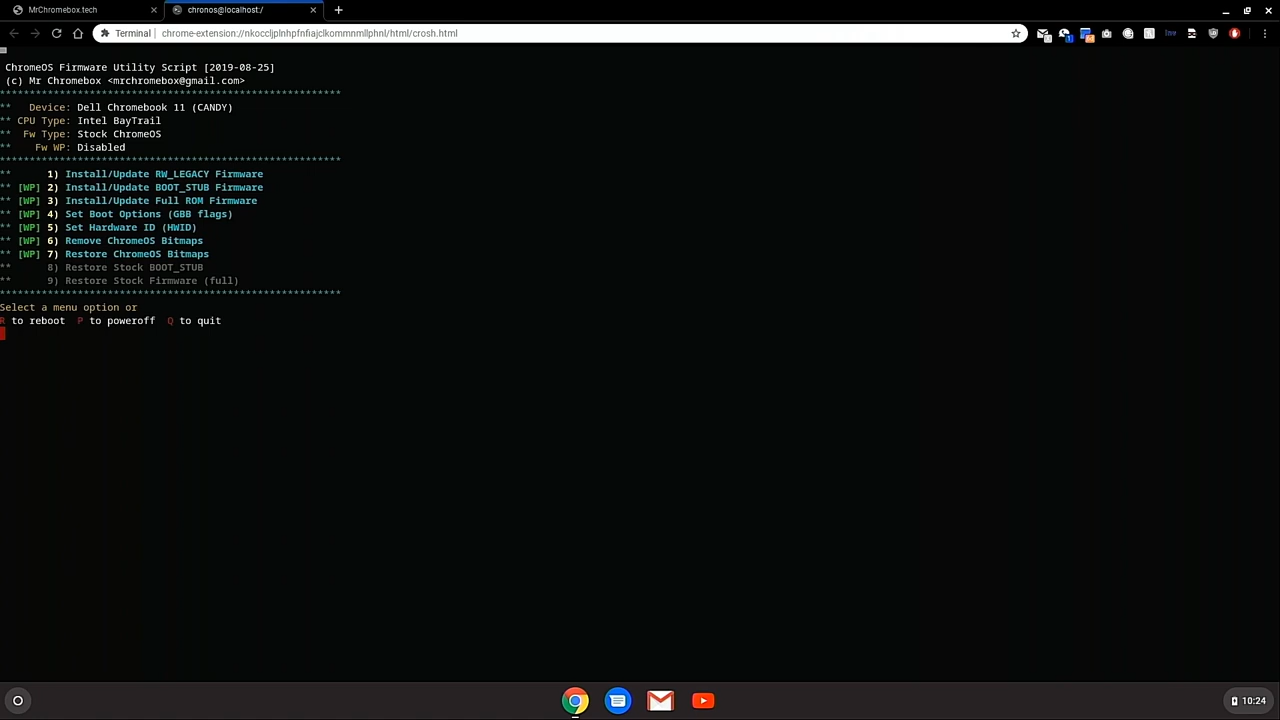 MrChromebox.tech
chronos@localhost:/
Terminal | chrome-extension://nkoccljplnhpfnfiajclkommnmllphnl/html/crosh.html
ChromeOS Firmware Utility Script [2019-08-25]
(c) Mr Chromebox <mrchromebox@gmail.com>
*********************************************************
**   Device: Dell Chromebook 11 (CANDY)
** CPU Type: Intel BayTrail
**  Fw Type: Stock ChromeOS
**    Fw WP: Disabled
*********************************************************
**      1) Install/Update RW_LEGACY Firmware
** [WP] 2) Install/Update BOOT_STUB Firmware
** [WP] 3) Install/Update Full ROM Firmware
** [WP] 4) Set Boot Options (GBB flags)
** [WP] 5) Set Hardware ID (HWID)
** [WP] 6) Remove ChromeOS Bitmaps
** [WP] 7) Restore ChromeOS Bitmaps
**      8) Restore Stock BOOT_STUB
**      9) Restore Stock Firmware (full)
*********************************************************
Select a menu option or
R to reboot  P to poweroff  Q to quit
10:24